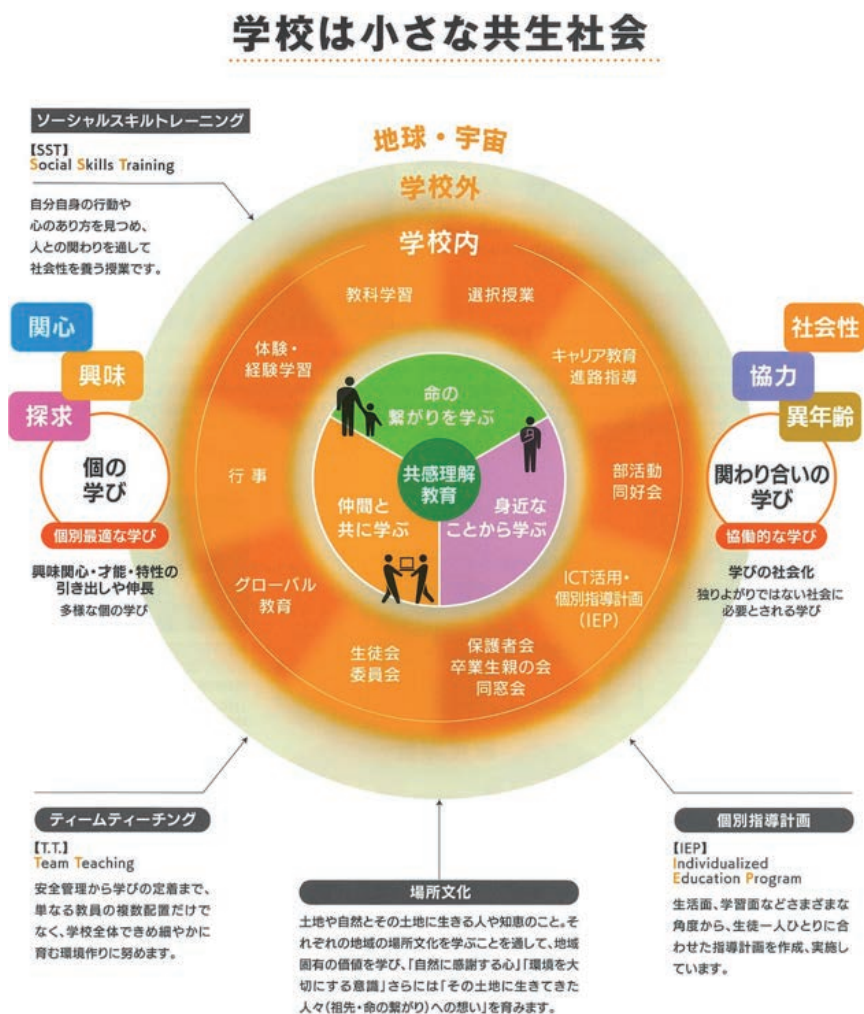 学校は小さな共生社会
ソーシャルスキルトレーニング
【SST】
Social Skills Training
自分自身の行動や
心のあり方を見つめ、
人との関わりを通して
社会性を養う授業です。
地球・宇宙
学校外
学校内
教科学習
選択授業
体験・
経験学習
キャリア教育
進路指導
行事
部活動
同好会
グローバル
教育
ICT活用・
個別指導計画
(IEP)
生徒会
委員会
保護者会
卒業生親の会
同窓会
命の
繋がりを学ぶ
共感理解
教育
仲間と
共に学ぶ
身近な
ことから学ぶ
関心
興味
探求
個の
学び
個別最適な学び
興味関心・才能・特性の
引き出しや伸長
多様な個の学び
社会性
協力
異年齢
関わり合いの
学び
協働的な学び
学びの社会化
独りよがりではない社会に
必要とされる学び
ティームティーチング
【T.T.】
Team Teaching
安全管理から学びの定着まで、
単なる教員の複数配置だけで
なく、学校全体できめ細やかに
育む環境作りに努めます。
場所文化
土地や自然とその土地に生きる人や知恵のこと。そ
れぞれの地域の場所文化を学ぶことを通して、地域
固有の価値を学び、「自然に感謝する心」「環境を大
切にする意識」さらには「その土地に生きてきた
人々(祖先・命の繋がり)への想い」を育みます。
個別指導計画
【IEP】
Individualized
Education Program
生活面、学習面などさまざまな
角度から、生徒一人ひとりに合
わせた指導計画を作成、実施し
ています。